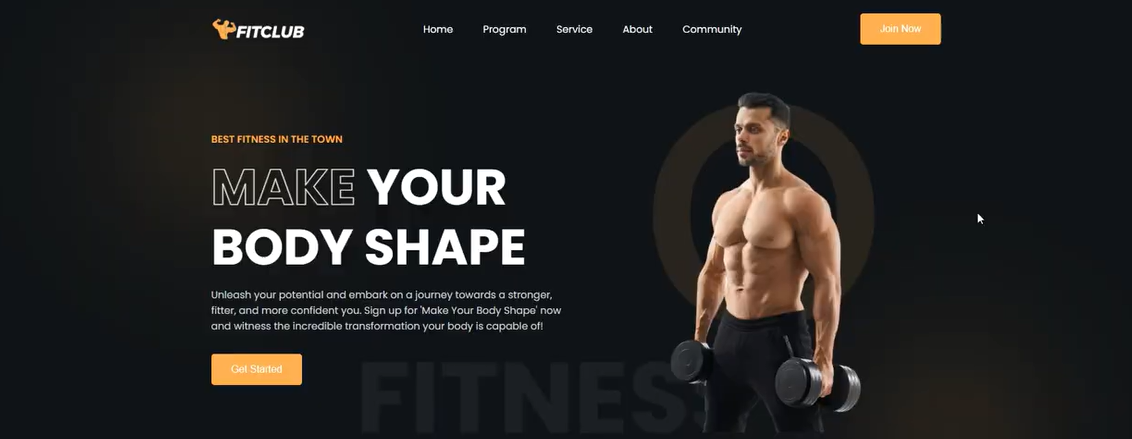 FITCLUB
Home Program Service About Community
Join Now
BEST FITNESS IN THE TOWN
MAKE YOUR
BODY SHAPE
Unleash your potential and embark on a journey towards a stronger,
fitter, and more confident you. Sign up for 'Make Your Body Shape' now
and witness the incredible transformation your body is capable of!
Get Started
FITNESS